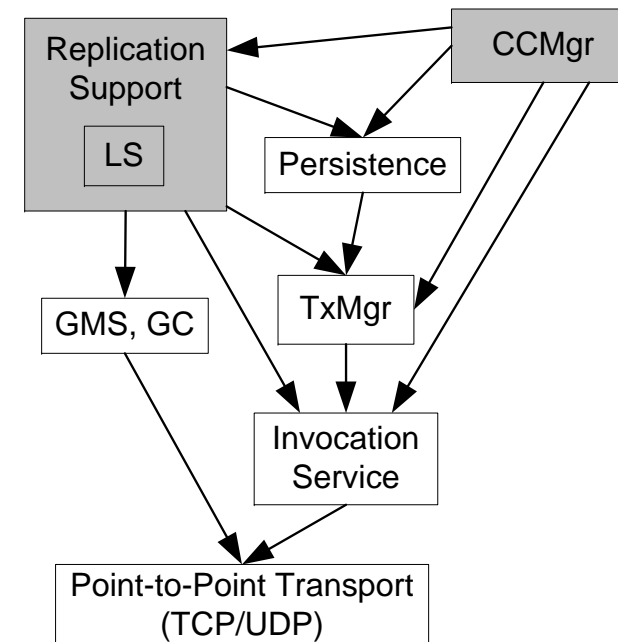 Replication
Support
LS
CCMgr
Persistence
TxMgr
GMS, GC
Invocation
Service
Point-to-Point Transport
(TCP/UDP)